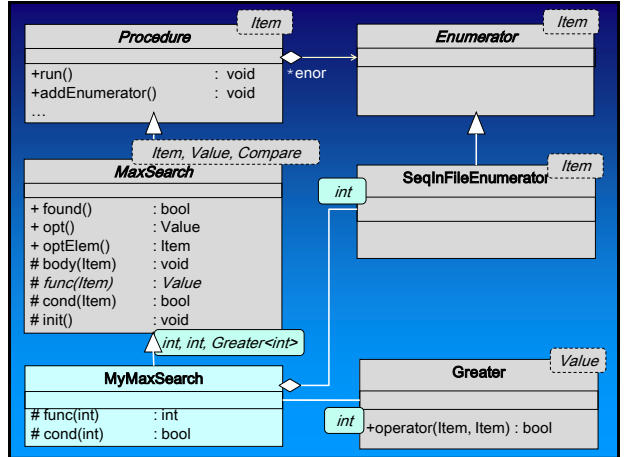 Item
Procedure
+run() : void
+addEnumerator() : void
...
*enor
Item
Enumerator
Item, Value, Compare
MaxSearch
+ found() : bool
+ opt() : Value
+ optElem() : Item
# body(Item) : void
# func(Item) : Value
# cond(Item) : bool
# init() : void
Item
SeqInFileEnumerator
int
int, int, Greater<int>
MyMaxSearch
# func(int) : int
# cond(int) : bool
Value
Greater
int
+operator(Item, Item) : bool